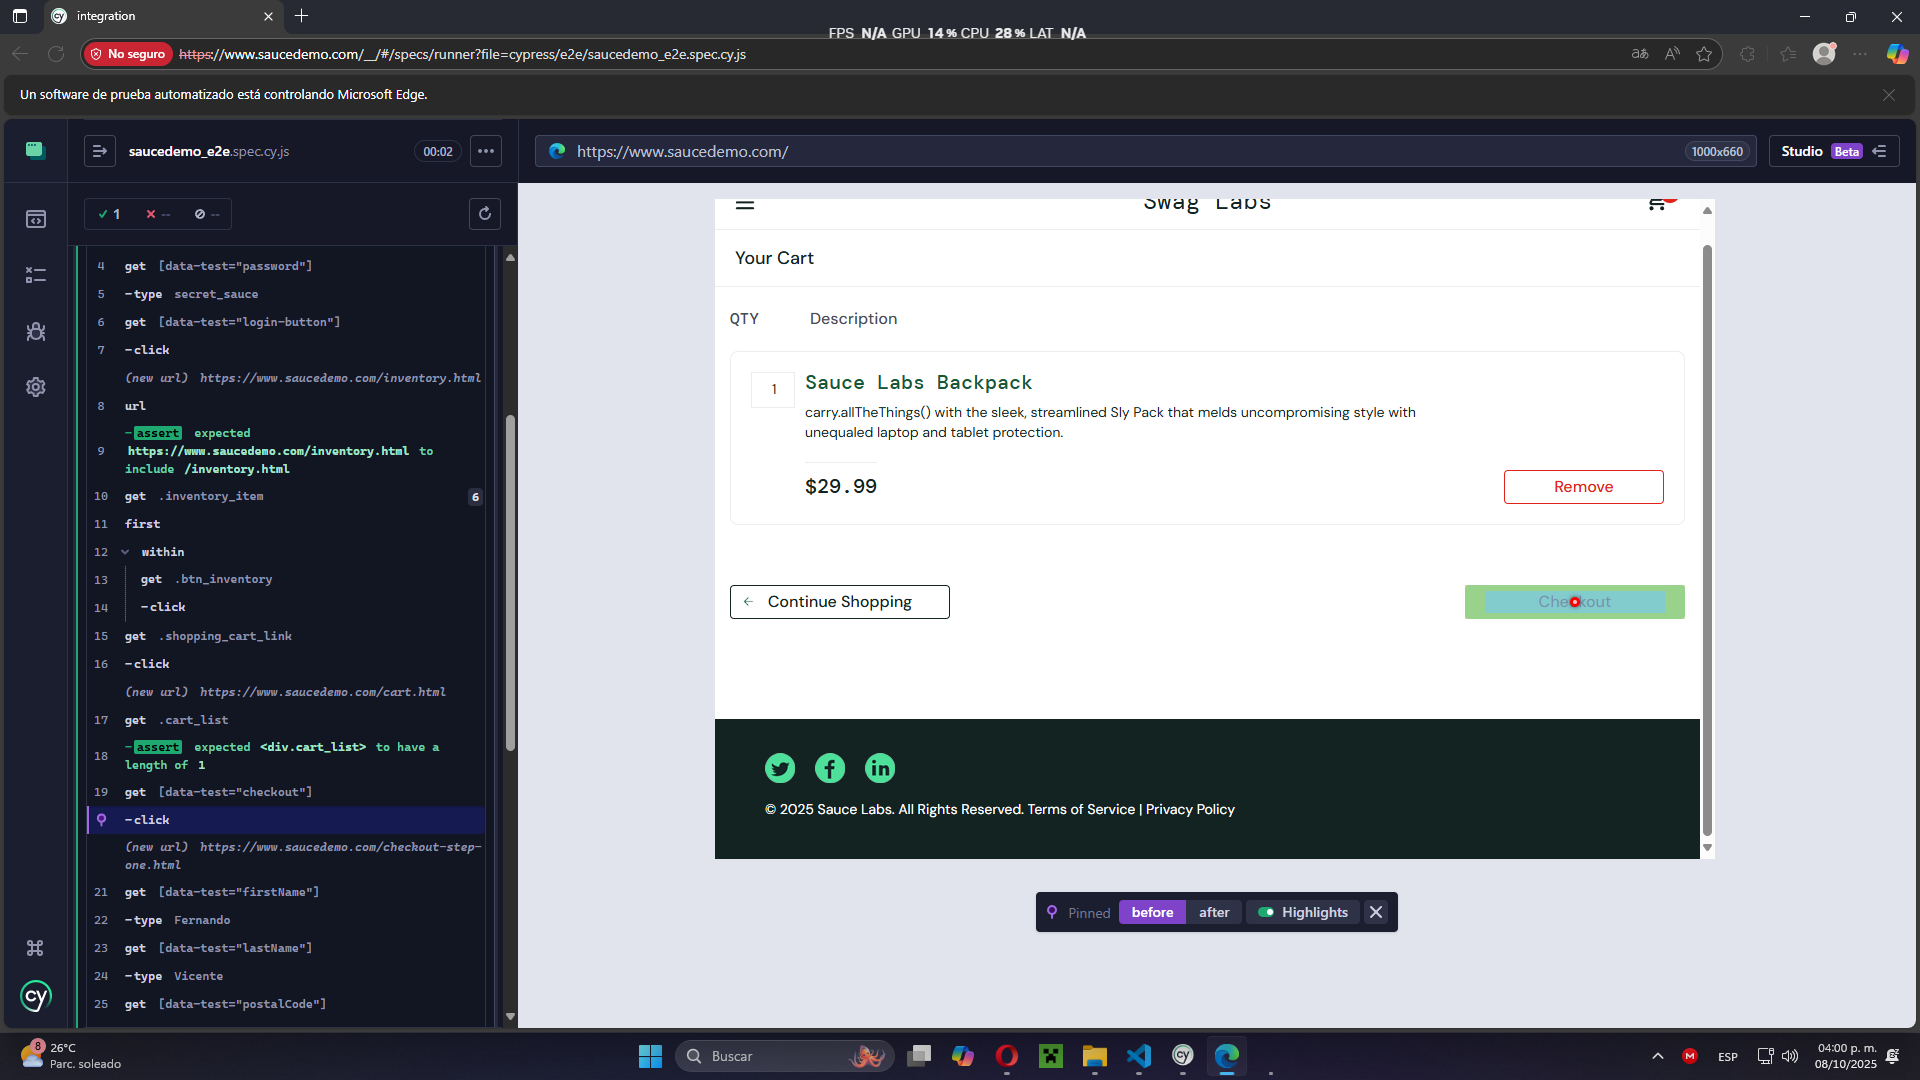 integration
FPS N/A GPU 14 % CPU 28 % LAT N/A
No seguro
https://www.saucedemo.com/__/#/specs/runner?file=cypress/e2e/saucedemo_e2e.spec.cy.js
Un software de prueba automatizado está controlando Microsoft Edge.
saucedemo_e2e.spec.cy.js
00:02
https://www.saucedemo.com/
1000x660
Studio Beta
1 -- --
4 get [data-test="password"]
5 -type secret_sauce
6 get [data-test="login-button"]
7 -click
(new url) https://www.saucedemo.com/inventory.html
8 url
-assert expected
9 https://www.saucedemo.com/inventory.html to
include /inventory.html
10 get .inventory_item 6
11 first
12 within
13 get .btn_inventory
14 -click
15 get .shopping_cart_link
16 -click
(new url) https://www.saucedemo.com/cart.html
17 get .cart_list
-assert expected <div.cart_list> to have a
18 length of 1
19 get [data-test="checkout"]
-click
(new url) https://www.saucedemo.com/checkout-step-
one.html
21 get [data-test="firstName"]
22 -type Fernando
23 get [data-test="lastName"]
24 -type Vicente
25 get [data-test="postalCode"]
Swag Labs
Your Cart
QTY Description
1
Sauce Labs Backpack
carry.allTheThings() with the sleek, streamlined Sly Pack that melds uncompromising style with
unequaled laptop and tablet protection.
$29.99
Remove
Continue Shopping
Checkout
© 2025 Sauce Labs. All Rights Reserved. Terms of Service | Privacy Policy
Pinned before after Highlights
cy
8
26°C
Parc. soleado
Buscar
ESP
04:00 p. m.
08/10/2025